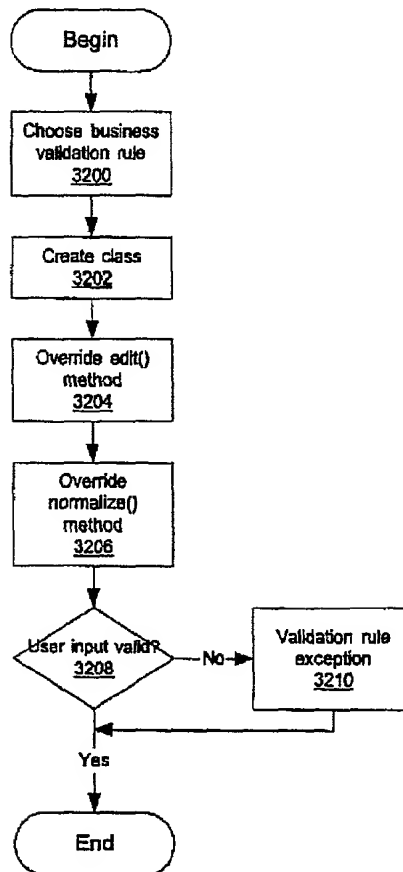 Begin
Choose business
validation rule
3200
Create class
3202
Override edit()
method
3204
Override
normalize()
method
3206
User input valid?
3208
No
Validation rule
exception
3210
Yes
End